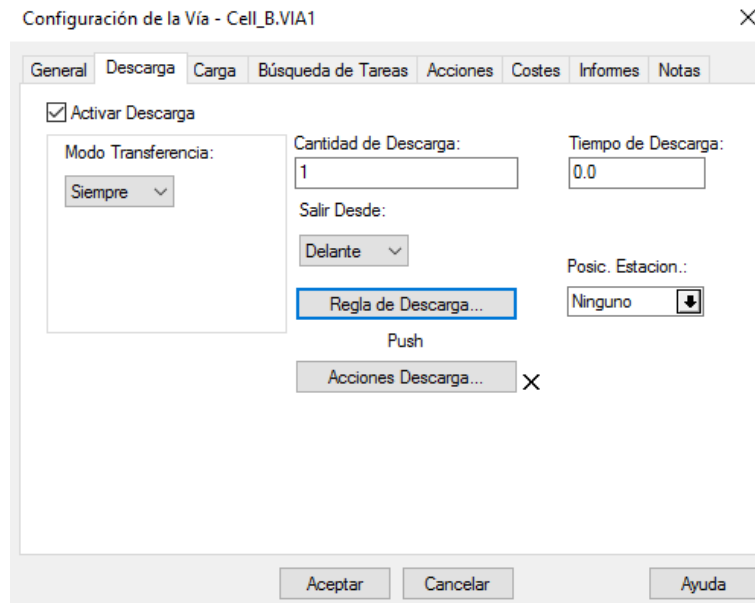 Configuración de la Vía - Cell_B.VIA1
General Descarga Carga Búsqueda de Tareas Acciones Costes Informes Notas
Activar Descarga
Modo Transferencia:
Siempre
Cantidad de Descarga:
1
Tiempo de Descarga:
0.0
Salir Desde:
Delante
Posic. Estacion.:
Ninguno
Regla de Descarga...
Push
Acciones Descarga...
Aceptar Cancelar Ayuda